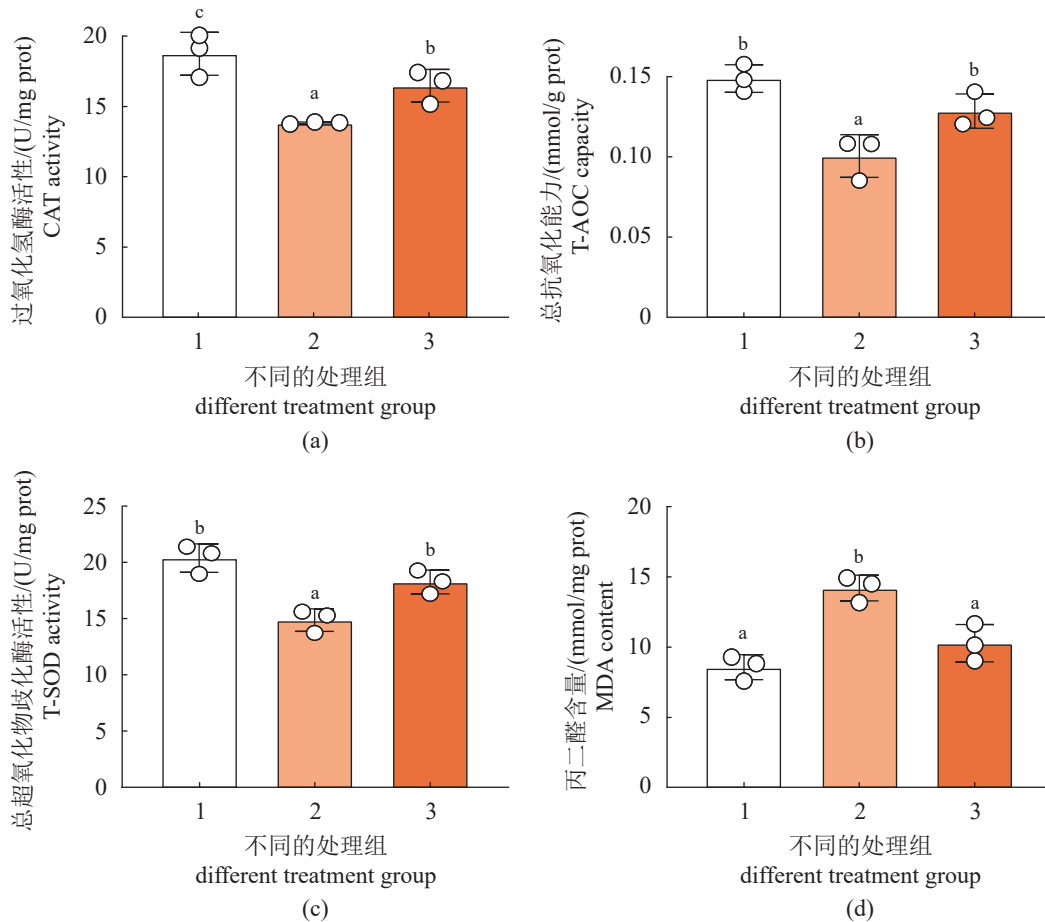 过氧化氢酶活性/(U/mg prot)
CAT activity
20
15
10
5
0
c
a
b
1
2
3
不同的处理组
different treatment group
(a)
总抗氧化能力/(mmol/g prot)
T-AOC capacity
0.15
0.10
0.05
0
b
a
b
1
2
3
不同的处理组
different treatment group
(b)
总超氧化物歧化酶活性/(U/mg prot)
T-SOD activity
25
20
15
10
5
0
b
a
b
1
2
3
不同的处理组
different treatment group
(c)
丙二醛含量/(mmol/mg prot)
MDA content
20
15
10
5
0
a
b
a
1
2
3
不同的处理组
different treatment group
(d)